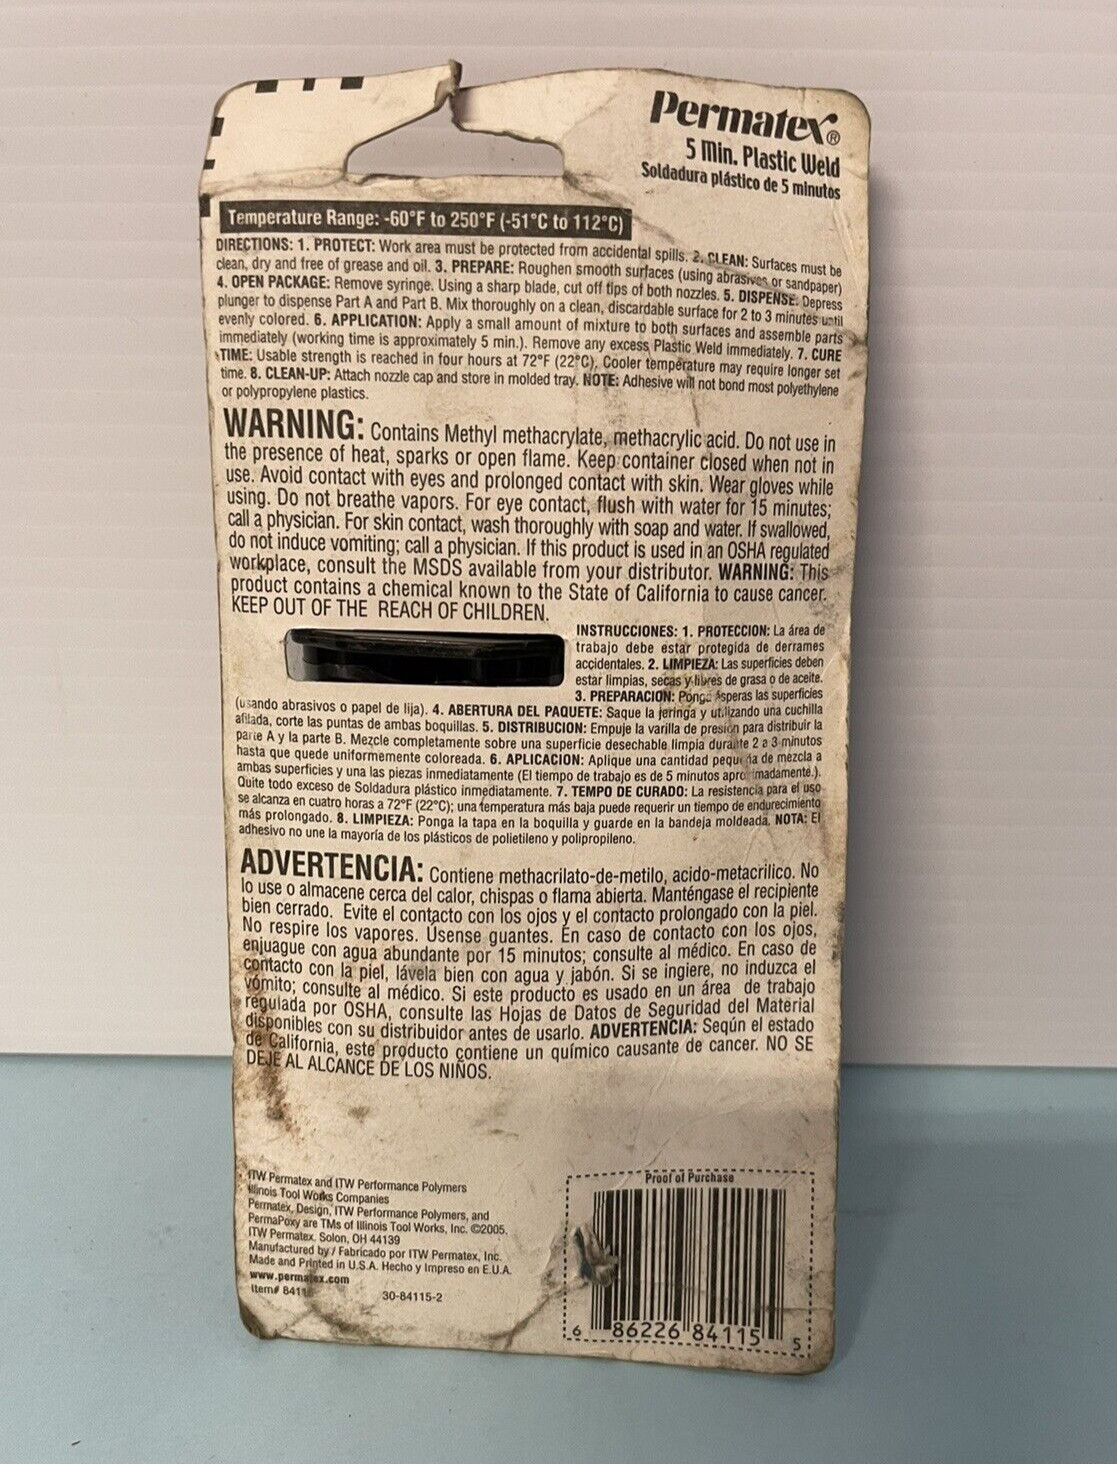 Permatex®
5 Min. Plastic Weld
Soldadura plástico de 5 minutos
Temperature Range: -60°F to 250°F (-51°C to 112°C)
DIRECTIONS: 1. PROTECT: Work area must be protected from accidental spills. 2. CLEAN: Surfaces must be
clean, dry and free of grease and oil. 3. PREPARE: Roughen smooth surfaces (using abrasives or sandpaper)
4. OPEN PACKAGE: Remove syringe. Using a sharp blade, cut off tips of both nozzles. 5. DISPENSE: Depress
plunger to dispense Part A and Part B. Mix thoroughly on a clean, discardable surface for 2 to 3 minutes until
evenly colored. 6. APPLICATION: Apply a small amount of mixture to both surfaces and assemble parts
immediately (working time is approximately 5 min.). Remove any excess Plastic Weld immediately. 7. CURE
TIME: Usable strength is reached in four hours at 72°F (22°C), Cooler temperature may require longer set
time. 8. CLEAN-UP: Attach nozzle cap and store in molded tray. NOTE: Adhesive will not bond most polyethylene
or polypropylene plastics.
WARNING: Contains Methyl methacrylate, methacrylic acid. Do not use in
the presence of heat, sparks or open flame. Keep container closed when not in
use. Avoid contact with eyes and prolonged contact with skin. Wear gloves while
using. Do not breathe vapors. For eye contact, flush with water for 15 minutes;
call a physician. For skin contact, wash thoroughly with soap and water. If swallowed,
do not induce vomiting; call a physician. If this product is used in an OSHA regulated
workplace, consult the MSDS available from your distributor. WARNING: This
product contains a chemical known to the State of California to cause cancer.
KEEP OUT OF THE REACH OF CHILDREN.
INSTRUCCIONES: 1. PROTECCION: La área de
trabajo debe estar protegida de derrames
accidentales. 2. LIMPIEZA: Las superficies deben
estar limpias, secas y libres de grasa o de aceite.
3. PREPARACION: Ponga ásperas las superficies
(usando abrasivos o papel de lija). 4. ABERTURA DEL PAQUETE: Saque la jeringa y utilizando una cuchilla
afilada, corte las puntas de ambas boquillas. 5. DISTRIBUCION: Empuje la varilla de presión para distribuir la
parte A y la parte B. Mezcle completamente sobre una superficie desechable limpia durante 2 a 3 minutos
hasta que quede uniformemente coloreada. 6. APLICACION: Aplique una cantidad pequeña de mezcla a
ambas superficies y una las piezas inmediatamente (El tiempo de trabajo es de 5 minutos aproximadamente.).
Quite todo exceso de Soldadura plástico inmediatamente. 7. TEMPO DE CURADO: La resistencia para el uso
se alcanza en cuatro horas a 72°F (22°C); una temperatura más baja puede requerir un tiempo de endurecimiento
más prolongado. 8. LIMPIEZA: Ponga la tapa en la boquilla y guarde en la bandeja moldeada. NOTA: El
adhesivo no une la mayoría de los plásticos de polietileno y polipropileno.
ADVERTENCIA: Contiene methacrilato-de-metilo, acido-metacrilico. No
lo use o almacene cerca del calor, chispas o flama abierta. Manténgase el recipiente
bien cerrado. Evite el contacto con los ojos y el contacto prolongado con la piel.
No respire los vapores. Úsense guantes. En caso de contacto con los ojos,
enjuague con agua abundante por 15 minutos; consulte al médico. En caso de
contacto con la piel, lávela bien con agua y jabón. Si se ingiere, no induzca el
vómito; consulte al médico. Si este producto es usado en un área de trabajo
regulada por OSHA, consulte las Hojas de Datos de Seguridad del Material
disponibles con su distribuidor antes de usarlo. ADVERTENCIA: Según el estado
de California, este producto contiene un químico causante de cancer. NO SE
DEJE AL ALCANCE DE LOS NIÑOS.
ITW Permatex and ITW Performance Polymers
Illinois Tool Works Companies
Permatex, Design, ITW Performance Polymers, and
PermaPoxy are TMs of Illinois Tool Works, Inc. ©2005.
ITW Permatex. Solon, OH 44139
Manufactured by / Fabricado por ITW Permatex, Inc.
Made and Printed in U.S.A. Hecho y Impreso en E.U.A.
www.permatex.com
Item# 8411
30-84115-2
Proof of Purchase
6 86226 84115 5